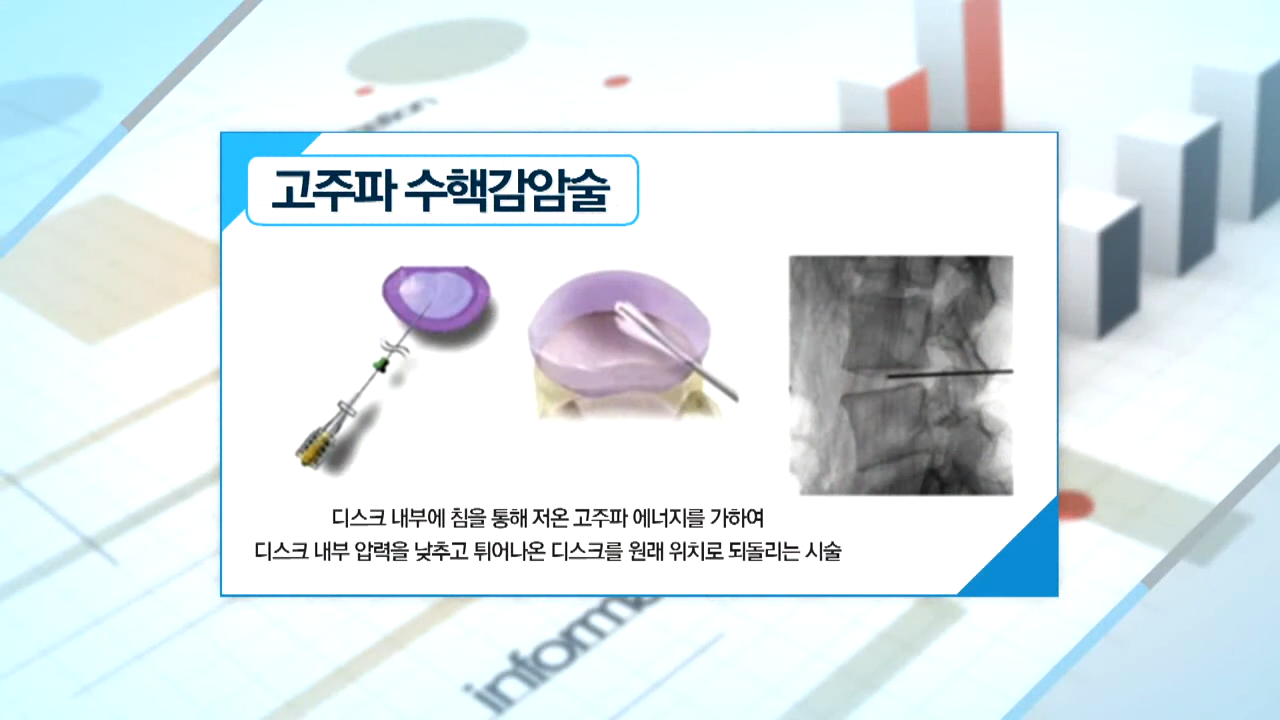 고주파 수핵감암술
디스크 내부에 침을 통해 저온 고주파 에너지를 가하여
디스크 내부 압력을 낮추고 튀어나온 디스크를 원래 위치로 되돌리는 시술